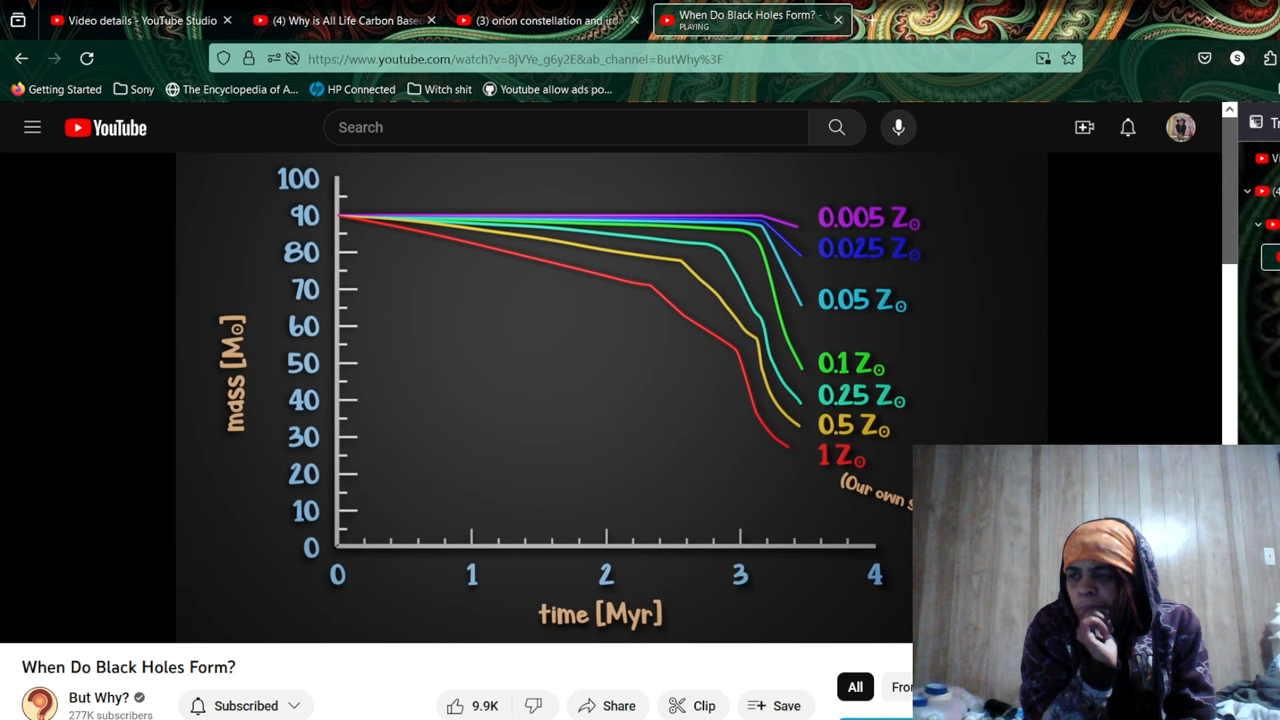 Video details - YouTube Studio
(4) Why is All Life Carbon Base
(3) orion constellation and iro
When Do Black Holes Form? -
PLAYING
https://www.youtube.com/watch?v=8jVYe_g6y2E&ab_channel=ButWhy%3F
S
Getting Started
Sony
The Encyclopedia of A...
HP Connected
Witch shit
Youtube allow ads po...
YouTube
Search
100
90
80
70
60
50
40
30
20
10
0
mass [M☉]
0.005 Z☉
0.025 Z☉
0.05 Z☉
0.1 Z☉
0.25 Z☉
0.5 Z☉
1 Z☉
(Our own s
0 1 2 3 4
time [Myr]
When Do Black Holes Form?
But Why?
277K subscribers
Subscribed
9.9K
Share
Clip
Save
All